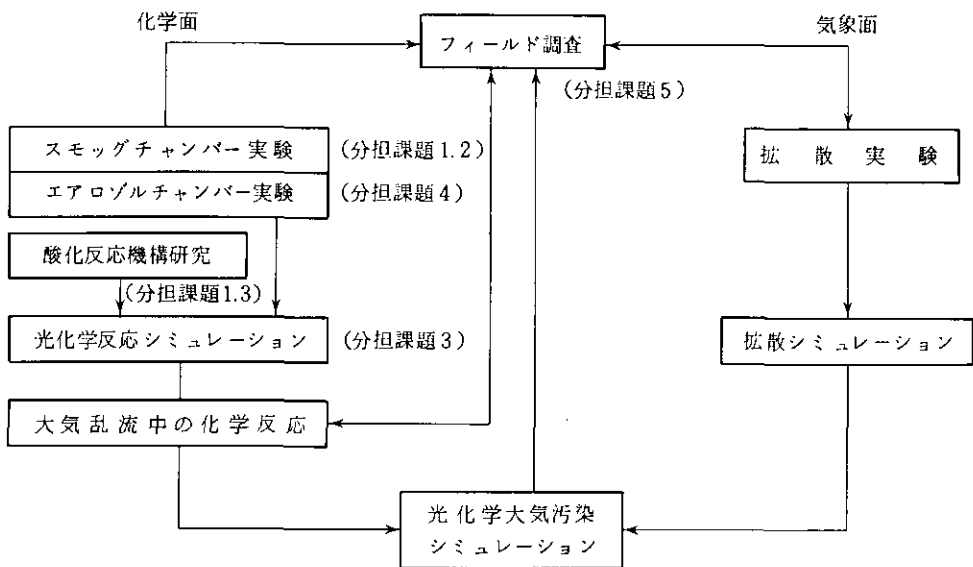 化学面
気象面
フィールド調査
(分担課題5)
スモッグチャンバー実験
(分担課題1.2)
拡散実験
エアロゾルチャンバー実験
(分担課題4)
酸化反応機構研究
(分担課題1.3)
光化学反応シミュレーション
(分担課題3)
拡散シミュレーション
大気乱流中の化学反応
光化学大気汚染
シミュレーション